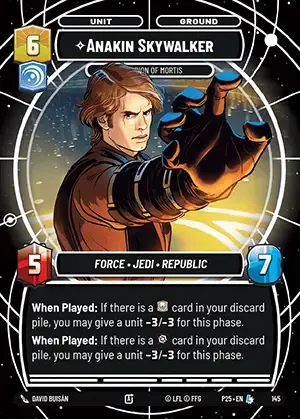 UNIT
GROUND
6
ANAKIN SKYWALKER
ION OF MORTIS
5
7
FORCE • JEDI • REPUBLIC
When Played: If there is a card in your discard
pile, you may give a unit -3/-3 for this phase.
When Played: If there is a card in your discard
pile, you may give a unit -3/-3 for this phase.
DAVID BUISÁN
© LFL © FFG
P25 • EN
145